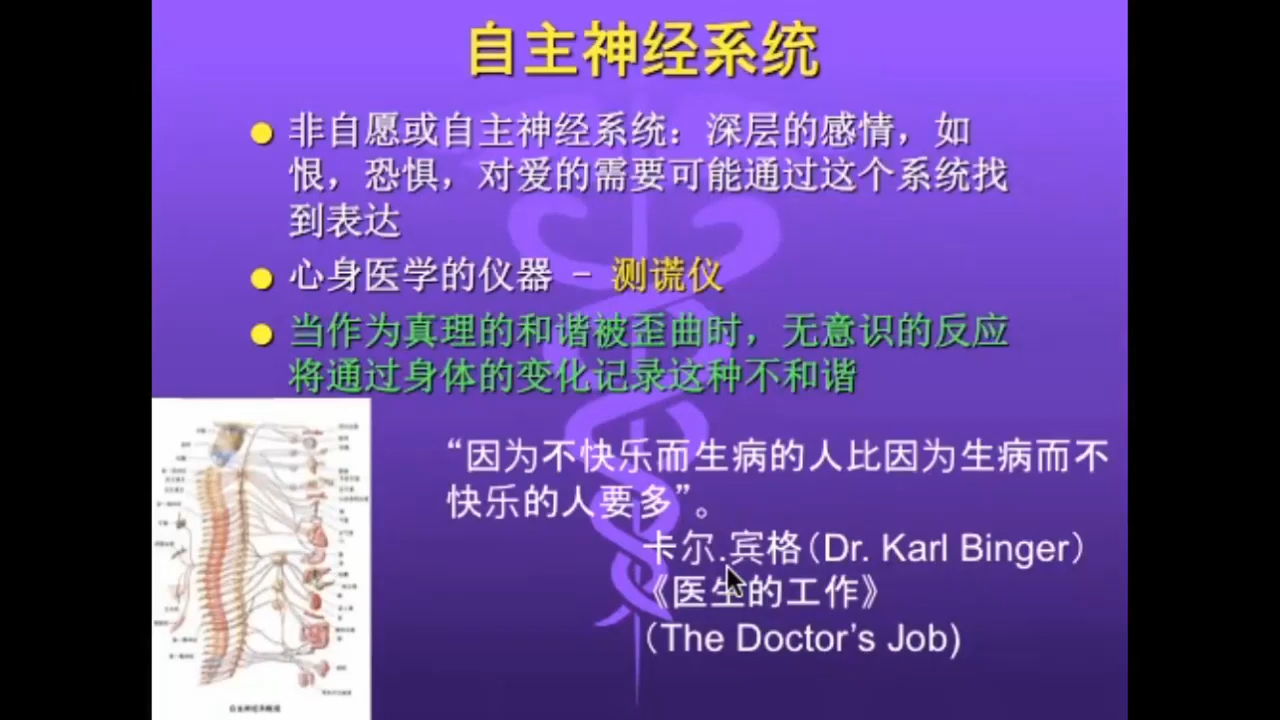 自主神经系统
非自愿或自主神经系统：深层的感情，如
恨，恐惧，对爱的需要可能通过这个系统找
到表达
心身医学的仪器 - 测谎仪
当作为真理的和谐被歪曲时，无意识的反应
将通过身体的变化记录这种不和谐
“因为不快乐而生病的人比因为生病而不
快乐的人要多”。
卡尔.宾格（Dr. Karl Binger）
《医生的工作》
（The Doctor’s Job)